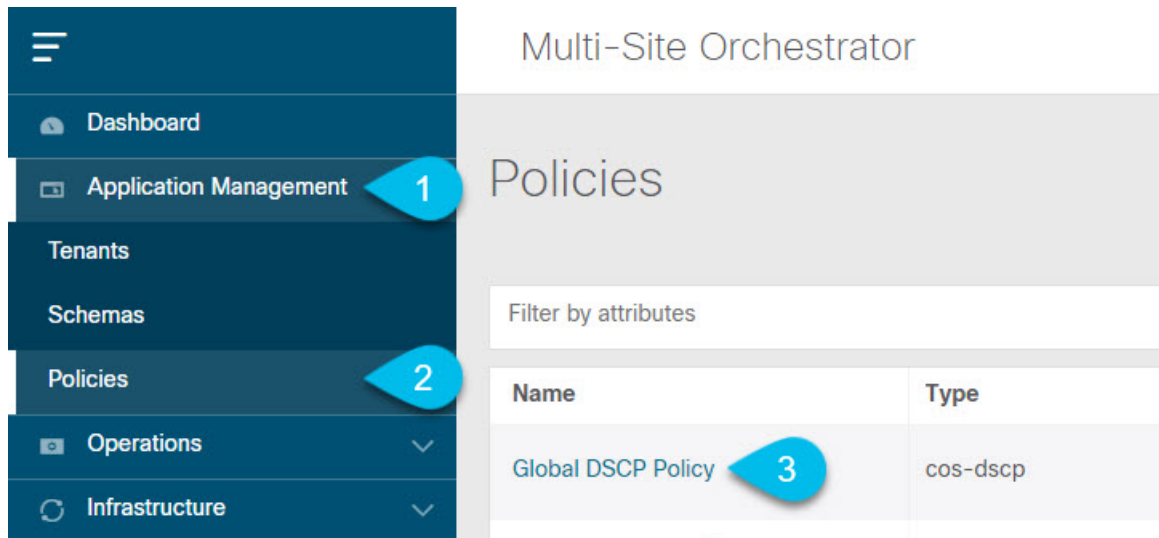 Multi-Site Orchestrator
Dashboard
Application Management 1
Tenants
Schemas
Policies 2
Operations
Infrastructure
Policies
Filter by attributes
Name Type
Global DSCP Policy 3 cos-dscp